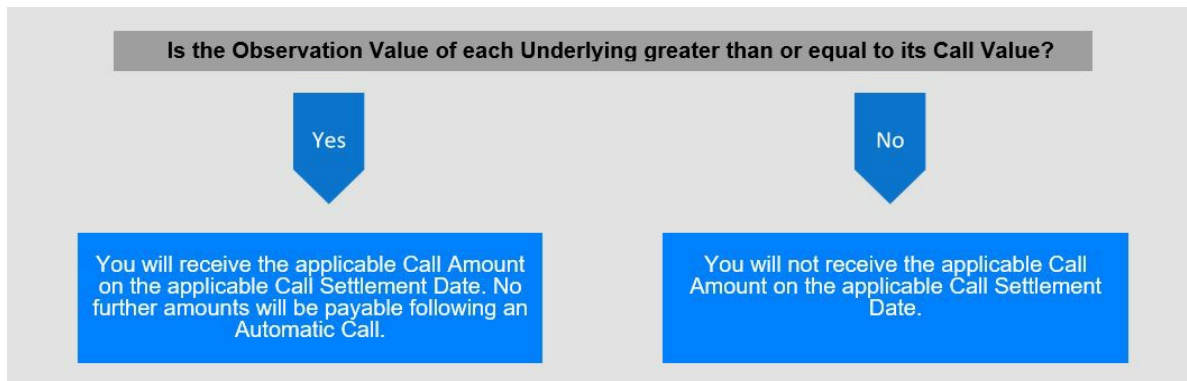 Is the Observation Value of each Underlying greater than or equal to its Call Value?
Yes
No
You will receive the applicable Call Amount
on the applicable Call Settlement Date. No
further amounts will be payable following an
Automatic Call.
You will not receive the applicable Call
Amount on the applicable Call Settlement
Date.